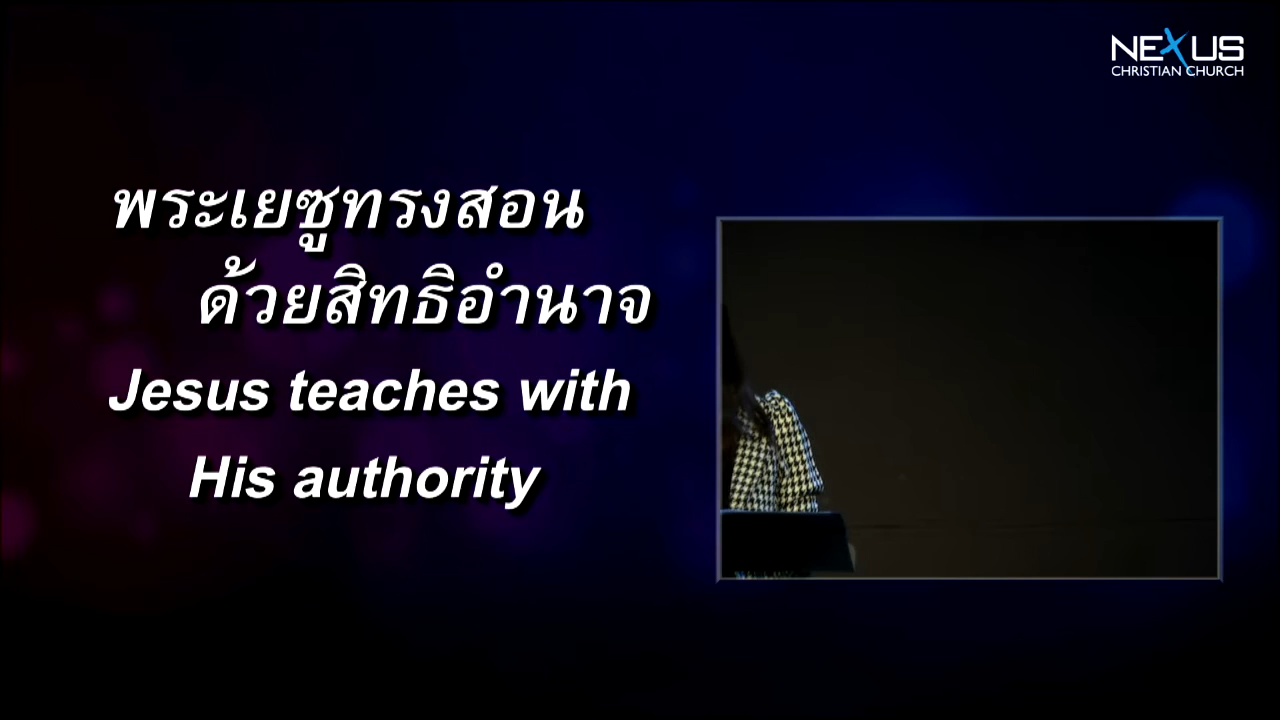 NEXUS
CHRISTIAN CHURCH
พระเยซูทรงสอน
ด้วยสิทธิอำนาจ
Jesus teaches with
His authority